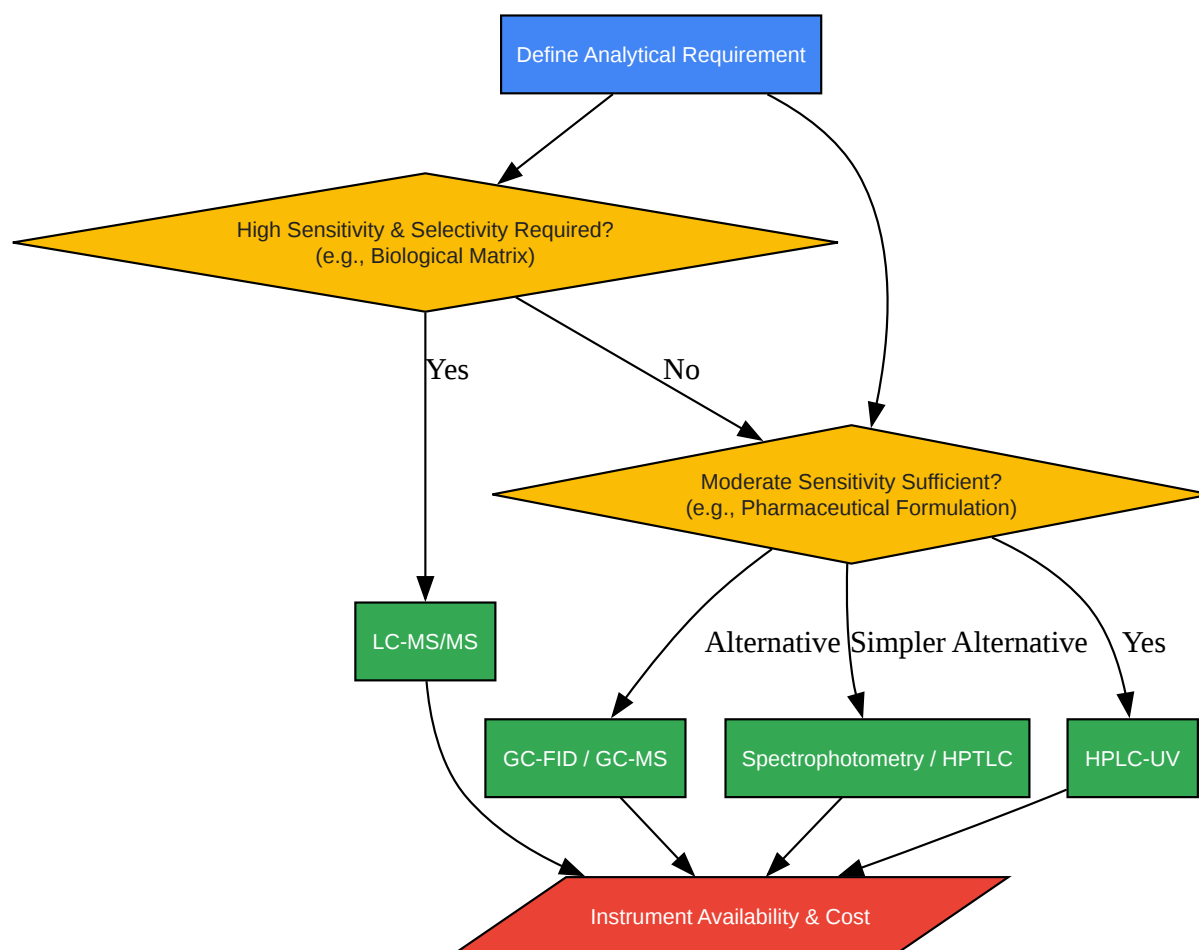 Define Analytical Requirement
High Sensitivity & Selectivity Required?
(e.g., Biological Matrix)
Yes
No
Moderate Sensitivity Sufficient?
(e.g., Pharmaceutical Formulation)
LC-MS/MS
Alternative
Simpler Alternative
Yes
GC-FID / GC-MS
Spectrophotometry / HPTLC
HPLC-UV
Instrument Availability & Cost